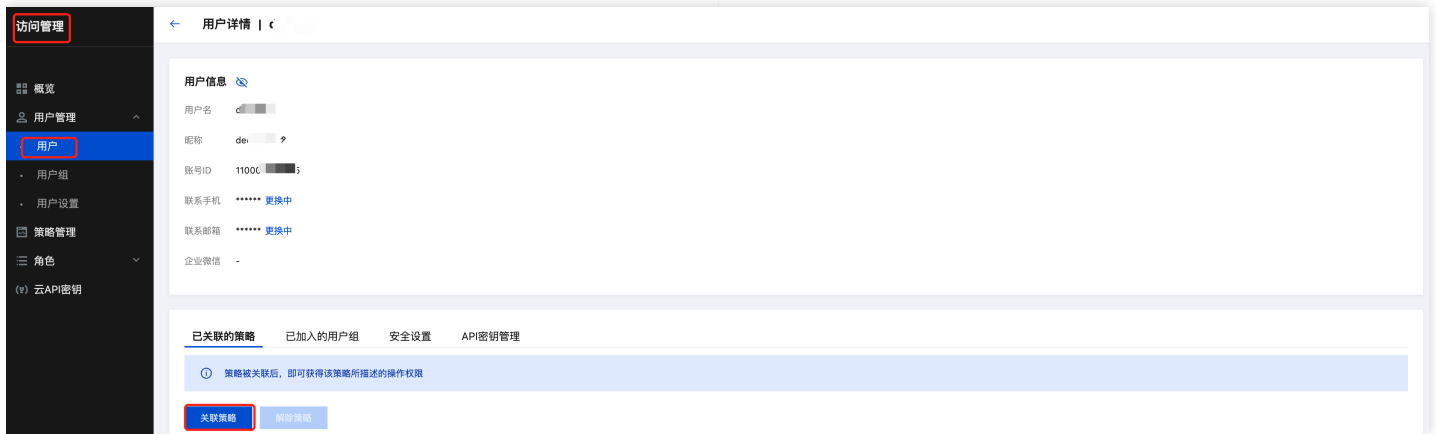 访问管理
← 用户详情 |
概览
用户管理
用户
用户组
用户设置
策略管理
角色
云API密钥
用户信息
用户名
昵称
账号ID
联系手机 ****** 更换中
联系邮箱 ****** 更换中
企业微信 -
已关联的策略 已加入的用户组 安全设置 API密钥管理
策略被关联后，即可获得该策略所描述的操作权限
关联策略 解除策略